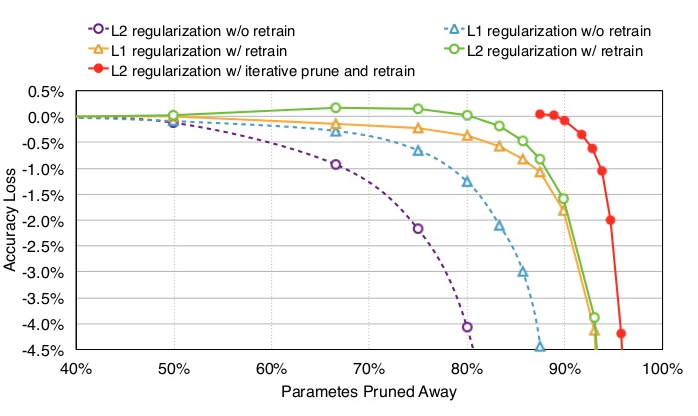 L2 regularization w/o retrain
L1 regularization w/o retrain
L1 regularization w/ retrain
L2 regularization w/ retrain
L2 regularization w/ iterative prune and retrain
0.5%
0.0%
-0.5%
-1.0%
-1.5%
-2.0%
-2.5%
-3.0%
-3.5%
-4.0%
-4.5%
Accuracy Loss
40%
50%
60%
70%
80%
90%
100%
Parametes Pruned Away